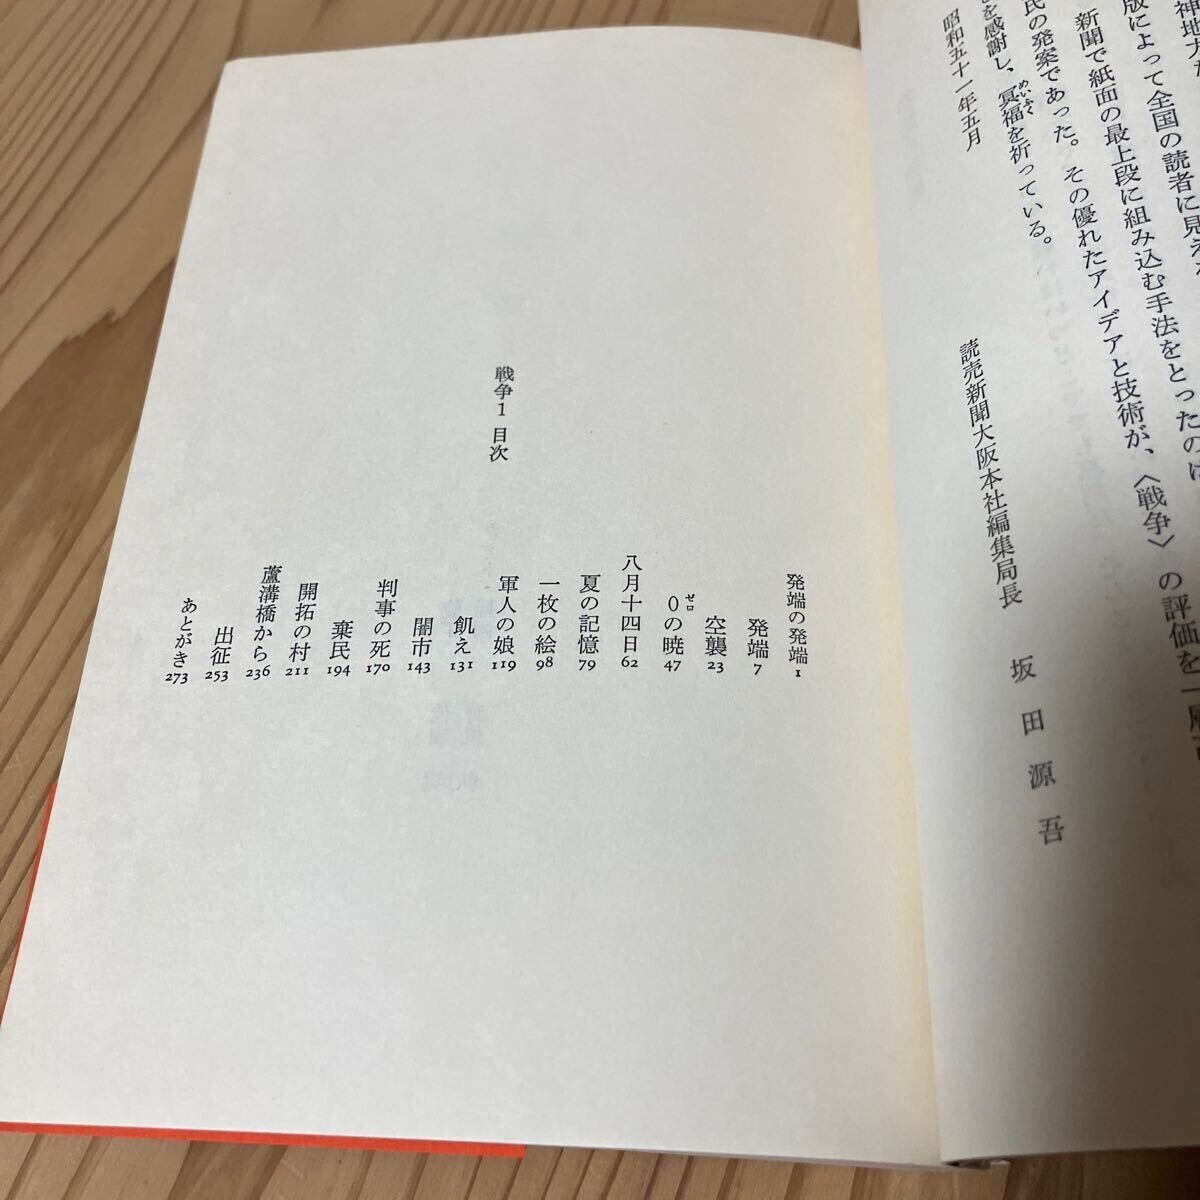 神地方
版によって全国の読者に見
新聞で紙面の最上段に組み込む手法をとったのは
氏の発案であった。その優れたアイデアと技術が、〈戦争〉の評価を一層
を感謝し、冥福を祈っている。
めいふく
昭和五十一年五月
読売新聞大阪本社編集局長 坂田源吾
戦争1 目次
発端の発端 1
発端 7
空襲 23
0の暁 47
ゼロ
八月十四日 62
夏の記憶 79
一枚の絵 98
軍人の娘 119
飢え 131
闇市 143
判事の死 170
棄民 194
開拓の村 211
蘆溝橋から 236
出征 253
あとがき 273